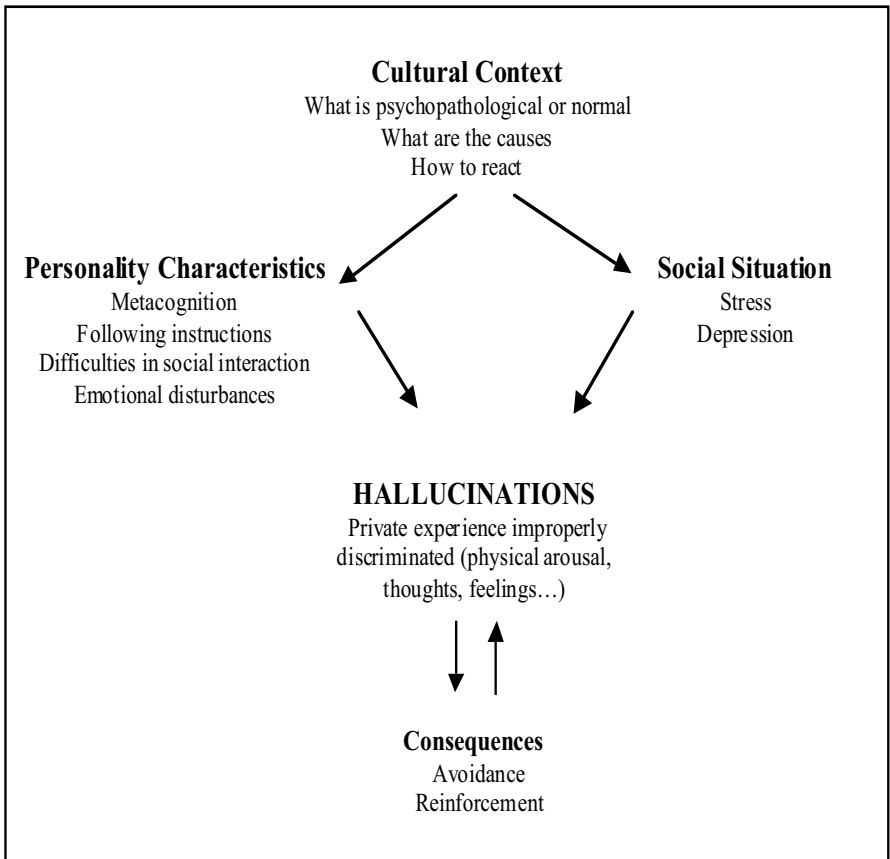 Cultural Context
What is psychopathological or normal
What are the causes
How to react
Personality Characteristics
Metacognition
Following instructions
Difficulties in social interaction
Emotional disturbances
Social Situation
Stress
Depression
HALLUCINATIONS
Private experience improperly
discriminated (physical arousal,
thoughts, feelings…)
Consequences
Avoidance
Reinforcement